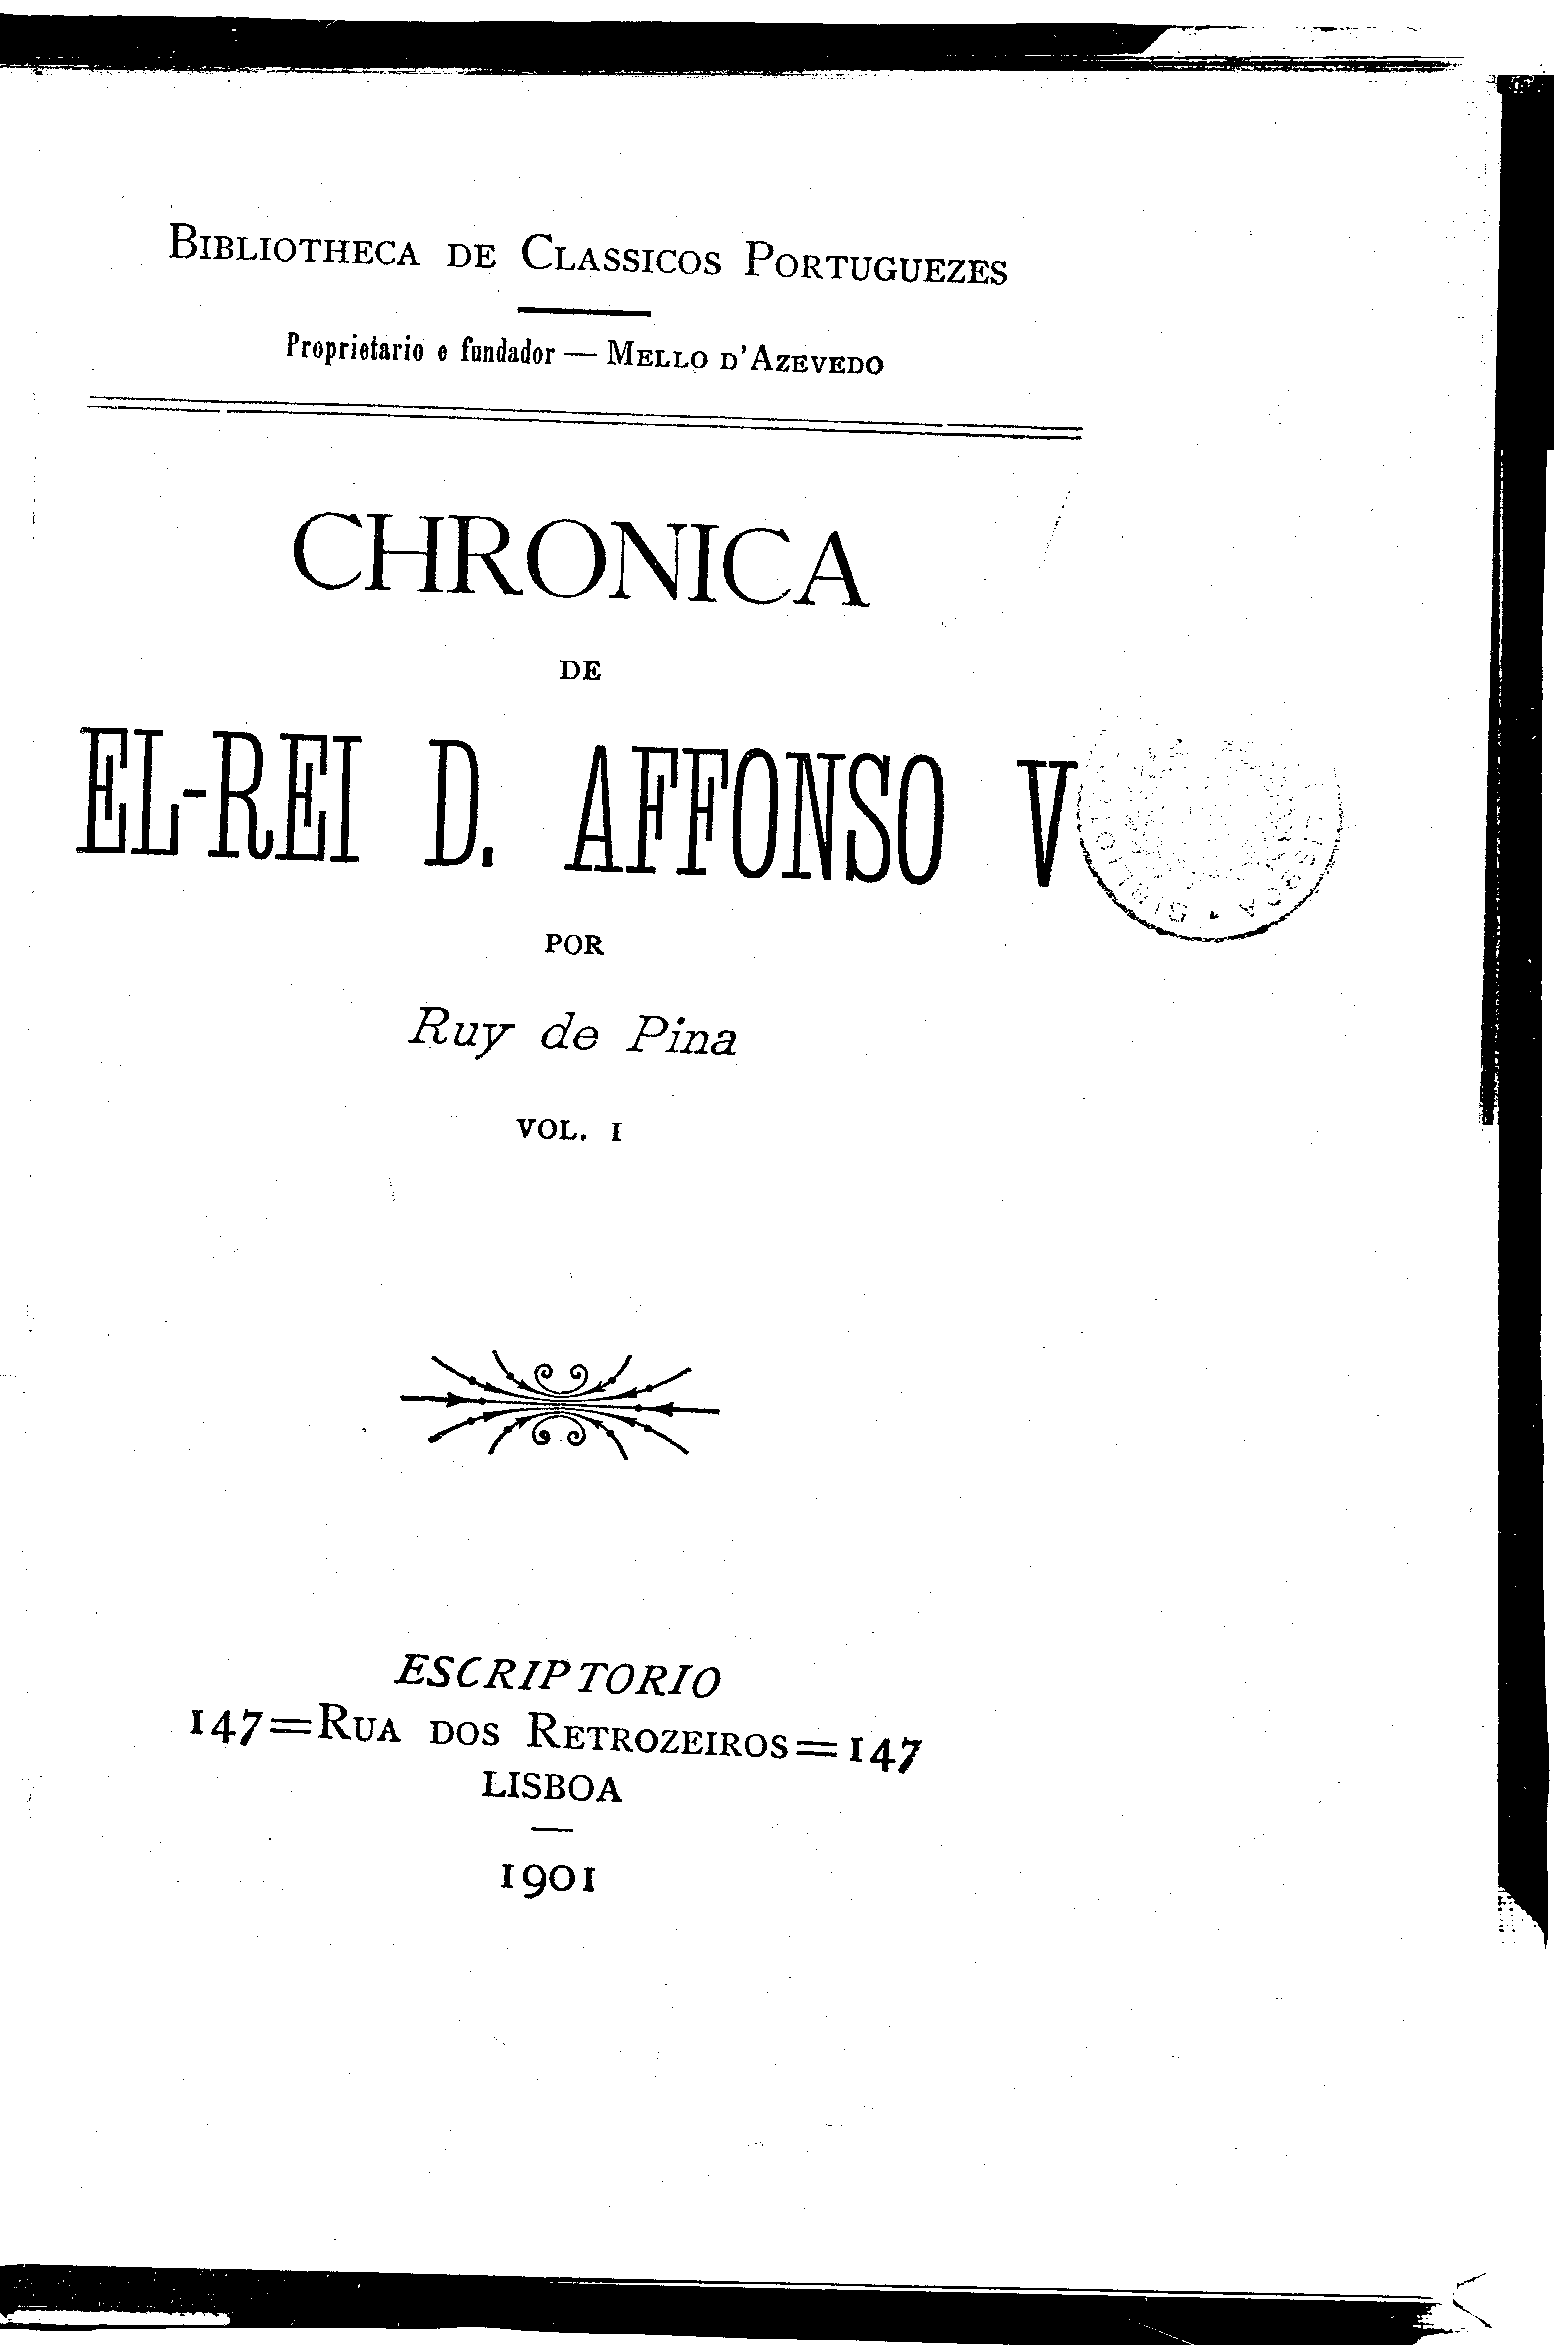 BIBLIOTHECA DE CLASSICOS PORTUGUEZES
Proprietario e fundador — MELLO D'AZEVEDO
CHRONICA
DE
EL-REI D. AFFONSO V
POR
Ruy de Pina
VOL. I
ESCRIPTORIO
147=RUA DOS RETROZEIROS=147
LISBOA
1901